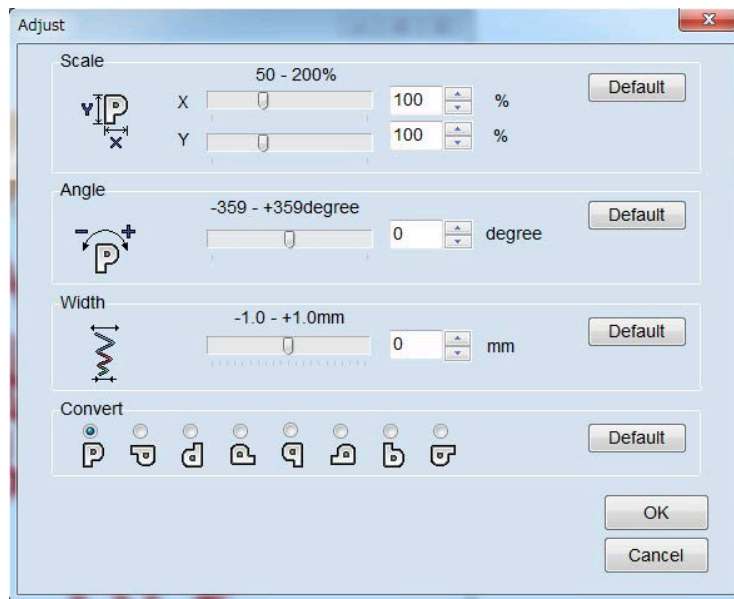 Adjust
Scale
50 - 200%
X 100 %
Y 100 %
Default
Y P X
Angle
-359 - +359degree
0 degree
Default
- + P
Width
-1.0 - +1.0mm
0 mm
Default
Convert
Default
OK
Cancel